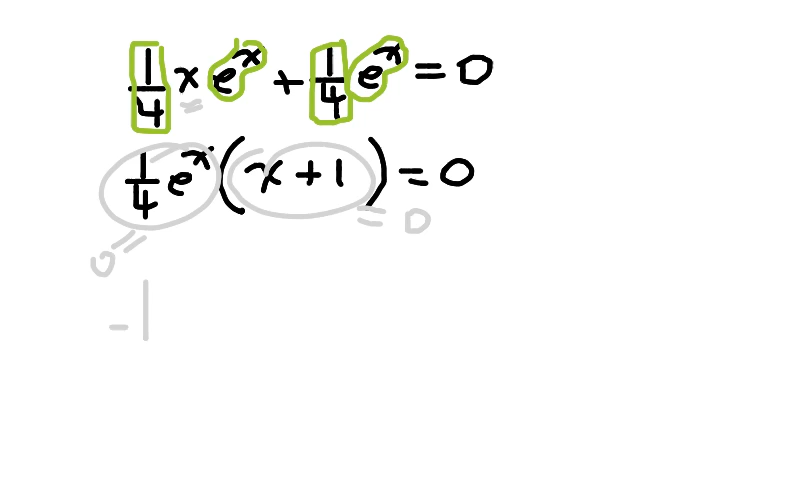 1/4 x e^x + 1/4 e^x = 0
1/4 e^x (x + 1) = 0
= 0
= 0
-1